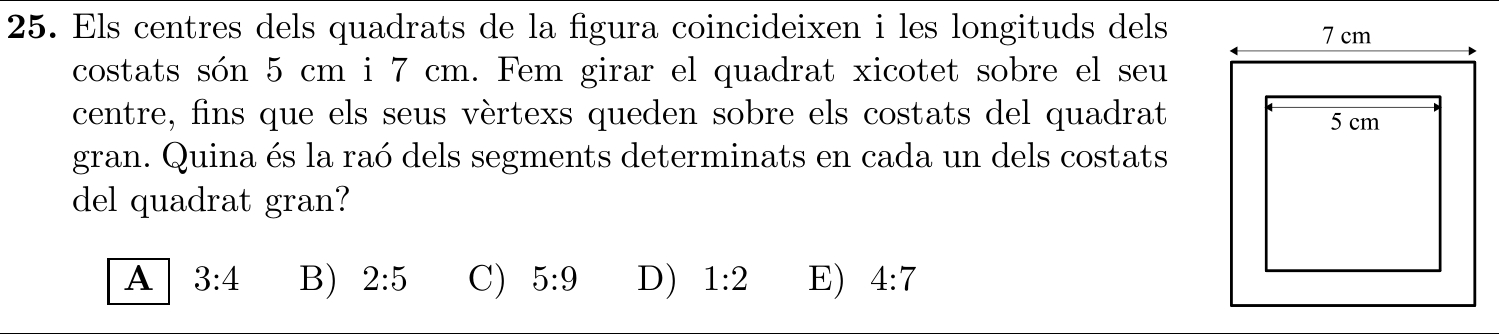 25. Els centres dels quadrats de la figura coincideixen i les longituds dels
costats són 5 cm i 7 cm. Fem girar el quadrat xicotet sobre el seu
centre, fins que els seus vèrtexs queden sobre els costats del quadrat
gran. Quina és la raó dels segments determinats en cada un dels costats
del quadrat gran?
A 3:4 B) 2:5 C) 5:9 D) 1:2 E) 4:7
7 cm
5 cm